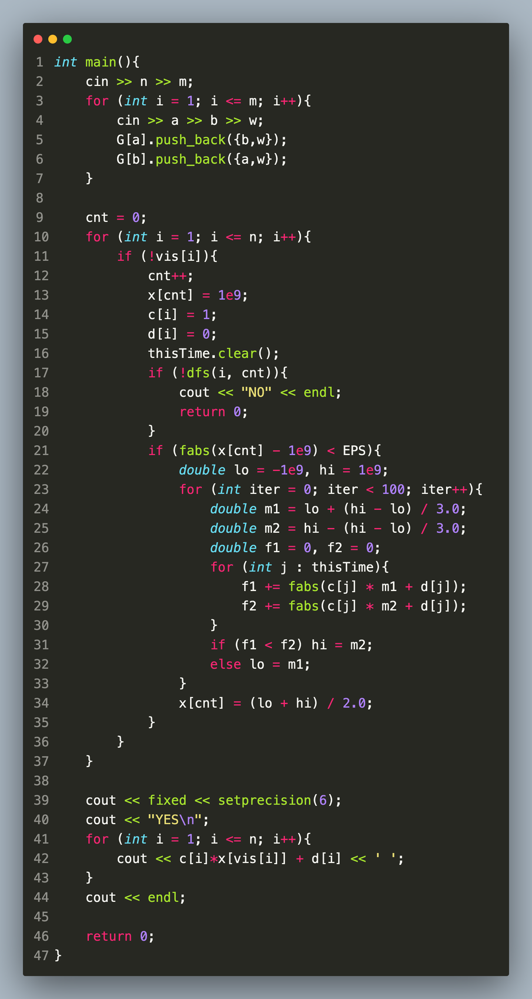 1 int main(){
2     cin >> n >> m;
3     for (int i = 1; i <= m; i++){
4         cin >> a >> b >> w;
5         G[a].push_back({b,w});
6         G[b].push_back({a,w});
7     }
8
9     cnt = 0;
10     for (int i = 1; i <= n; i++){
11         if (!vis[i]){
12             cnt++;
13             x[cnt] = 1e9;
14             c[i] = 1;
15             d[i] = 0;
16             thisTime.clear();
17             if (!dfs(i, cnt)){
18                 cout << "NO" << endl;
19                 return 0;
20             }
21             if (fabs(x[cnt] - 1e9) < EPS){
22                 double lo = -1e9, hi = 1e9;
23                 for (int iter = 0; iter < 100; iter++){
24                     double m1 = lo + (hi - lo) / 3.0;
25                     double m2 = hi - (hi - lo) / 3.0;
26                     double f1 = 0, f2 = 0;
27                     for (int j : thisTime){
28                         f1 += fabs(c[j] * m1 + d[j]);
29                         f2 += fabs(c[j] * m2 + d[j]);
30                     }
31                     if (f1 < f2) hi = m2;
32                     else lo = m1;
33                 }
34                 x[cnt] = (lo + hi) / 2.0;
35             }
36         }
37     }
38
39     cout << fixed << setprecision(6);
40     cout << "YES\n";
41     for (int i = 1; i <= n; i++){
42         cout << c[i]*x[vis[i]] + d[i] << ' ';
43     }
44     cout << endl;
45
46     return 0;
47 }